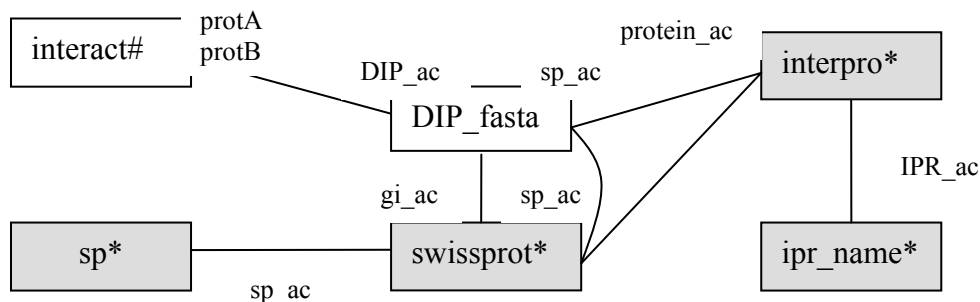 protA
interact#
protB
protein_ac
DIP_ac
sp_ac
interpro*
DIP_fasta
IPR_ac
gi_ac
sp_ac
sp*
swissprot*
ipr_name*
sp_ac